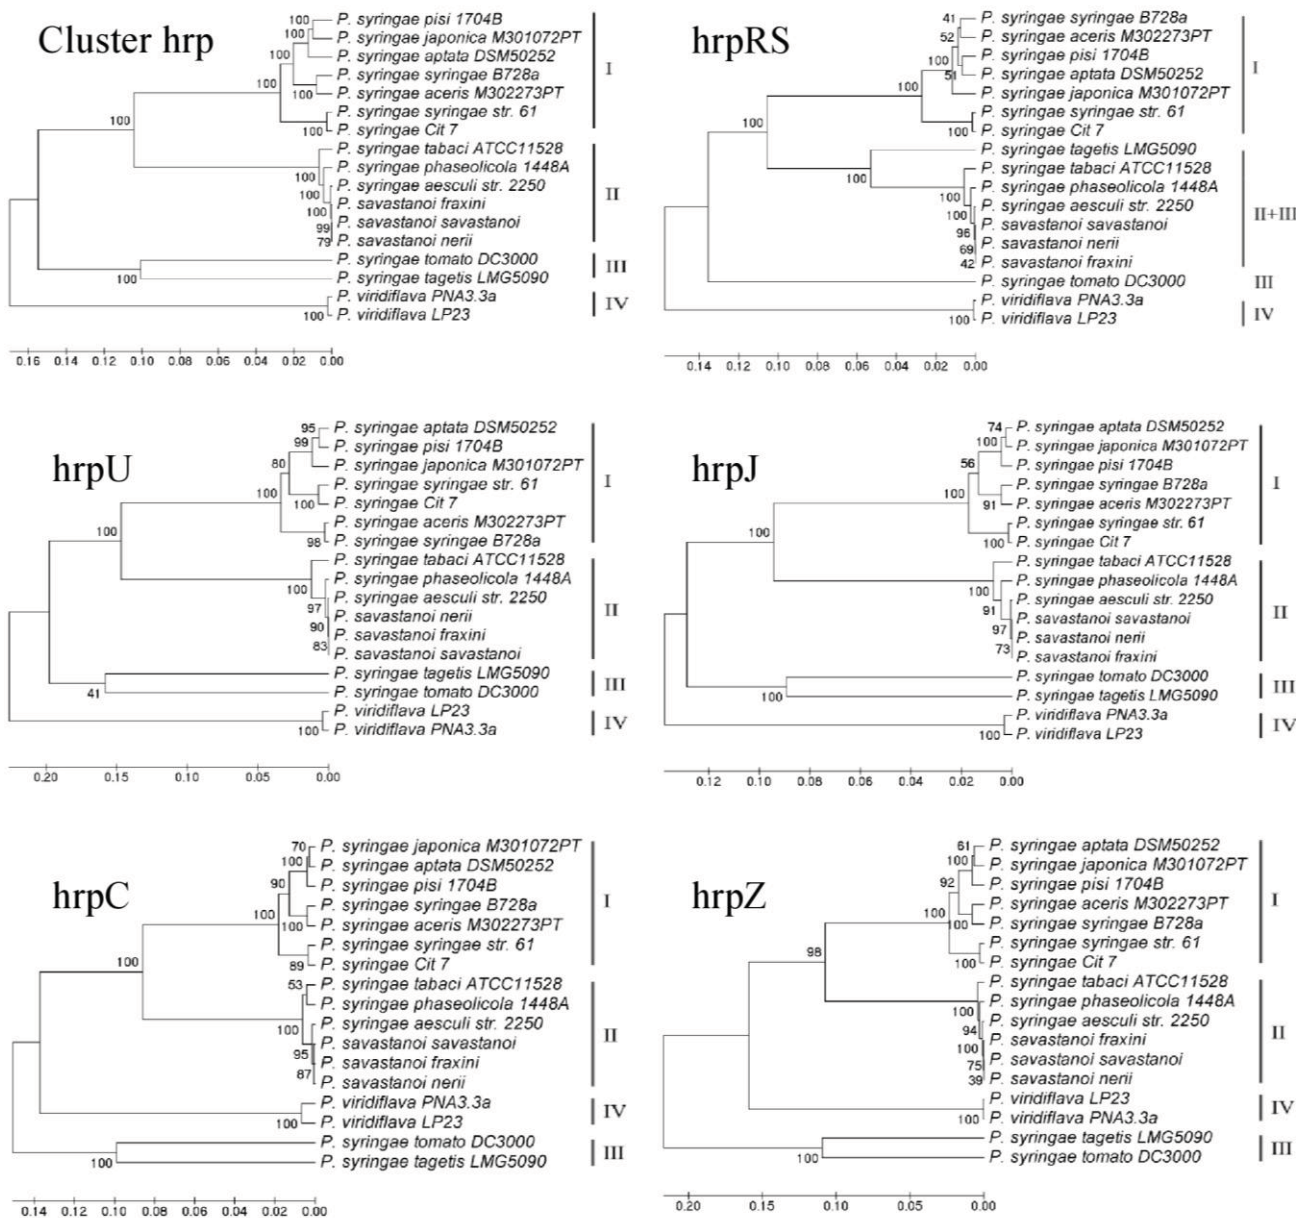 Cluster hrp
100 P. syringae pisi 1704B
100 P. syringae japonica M301072PT
100 P. syringae aptata DSM50252
100 P. syringae syringae B728a
100 P. syringae aceris M302273PT
100
P. syringae syringae str. 61
100 P. syringae Cit 7
100
P. syringae tabaci ATCC11528
P. syringae phaseolicola 1448A
100 P. syringae aesculi str. 2250
100 P. savastanoi fraxini
100 P. savastanoi savastanoi
99
79 P. savastanoi nerii
P. syringae tomato DC3000
100 P. syringae tagetis LMG5090
P. viridiflava PNA3.3a
100 P. viridiflava LP23
I
II
III
IV
0.16 0.14 0.12 0.10 0.08 0.06 0.04 0.02 0.00
hrpRS
41 P. syringae syringae B728a
52 P. syringae aceris M302273PT
100 P. syringae pisi 1704B
51 P. syringae aptata DSM50252
100 P. syringae japonica M301072PT
P. syringae syringae str. 61
100 P. syringae Cit 7
100
P. syringae tagetis LMG5090
100 P. syringae tabaci ATCC11528
100 P. syringae phaseolicola 1448A
100 P. syringae aesculi str. 2250
96 P. savastanoi savastanoi
69 P. savastanoi nerii
42 P. savastanoi fraxini
P. syringae tomato DC3000
P. viridiflava PNA3.3a
100 P. viridiflava LP23
I
II+III
III
IV
0.16 0.14 0.12 0.10 0.08 0.06 0.04 0.02 0.00
hrpU
95 P. syringae aptata DSM50252
99 P. syringae pisi 1704B
80 P. syringae japonica M301072PT
P. syringae syringae str. 61
100 100 P. syringae Cit 7
P. syringae aceris M302273PT
98 P. syringae syringae B728a
100
P. syringae tabaci ATCC11528
P. syringae phaseolicola 1448A
100 P. syringae aesculi str. 2250
97 P. savastanoi nerii
90 P. savastanoi fraxini
83 P. savastanoi savastanoi
P. syringae tagetis LMG5090
41 P. syringae tomato DC3000
P. viridiflava LP23
100 P. viridiflava PNA3.3a
I
II
III
IV
0.20 0.15 0.10 0.05 0.00
hrpJ
74 P. syringae aptata DSM50252
100 P. syringae japonica M301072PT
56 P. syringae pisi 1704B
P. syringae syringae B728a
100 91 P. syringae aceris M302273PT
P. syringae syringae str. 61
100 P. syringae Cit 7
100
P. syringae tabaci ATCC11528
100 P. syringae phaseolicola 1448A
P. syringae aesculi str. 2250
91 P. savastanoi savastanoi
97 P. savastanoi nerii
73 P. savastanoi fraxini
P. syringae tomato DC3000
100 P. syringae tagetis LMG5090
P. viridiflava PNA3.3a
100 P. viridiflava LP23
I
II
III
IV
0.12 0.10 0.08 0.06 0.04 0.02 0.00
hrpC
70 P. syringae japonica M301072PT
100 P. syringae aptata DSM50252
90 P. syringae pisi 1704B
P. syringae syringae B728a
100 100 P. syringae aceris M302273PT
P. syringae syringae str. 61
89 P. syringae Cit 7
100
53 P. syringae tabaci ATCC11528
P. syringae phaseolicola 1448A
100 P. syringae aesculi str. 2250
P. savastanoi savastanoi
95 P. savastanoi fraxini
87 P. savastanoi nerii
P. viridiflava PNA3.3a
100 P. viridiflava LP23
P. syringae tomato DC3000
100 P. syringae tagetis LMG5090
I
II
IV
III
0.14 0.12 0.10 0.08 0.06 0.04 0.02 0.00
hrpZ
61 P. syringae aptata DSM50252
100 P. syringae japonica M301072PT
92 P. syringae pisi 1704B
P. syringae aceris M302273PT
100 100 P. syringae syringae B728a
P. syringae syringae str. 61
100 P. syringae Cit 7
98
P. syringae tabaci ATCC11528
P. syringae phaseolicola 1448A
100 P. syringae aesculi str. 2250
94 P. savastanoi fraxini
100 P. savastanoi savastanoi
75
39 P. savastanoi nerii
P. viridiflava LP23
100 P. viridiflava PNA3.3a
P. syringae tagetis LMG5090
100 P. syringae tomato DC3000
I
II
IV
III
0.20 0.15 0.10 0.05 0.00